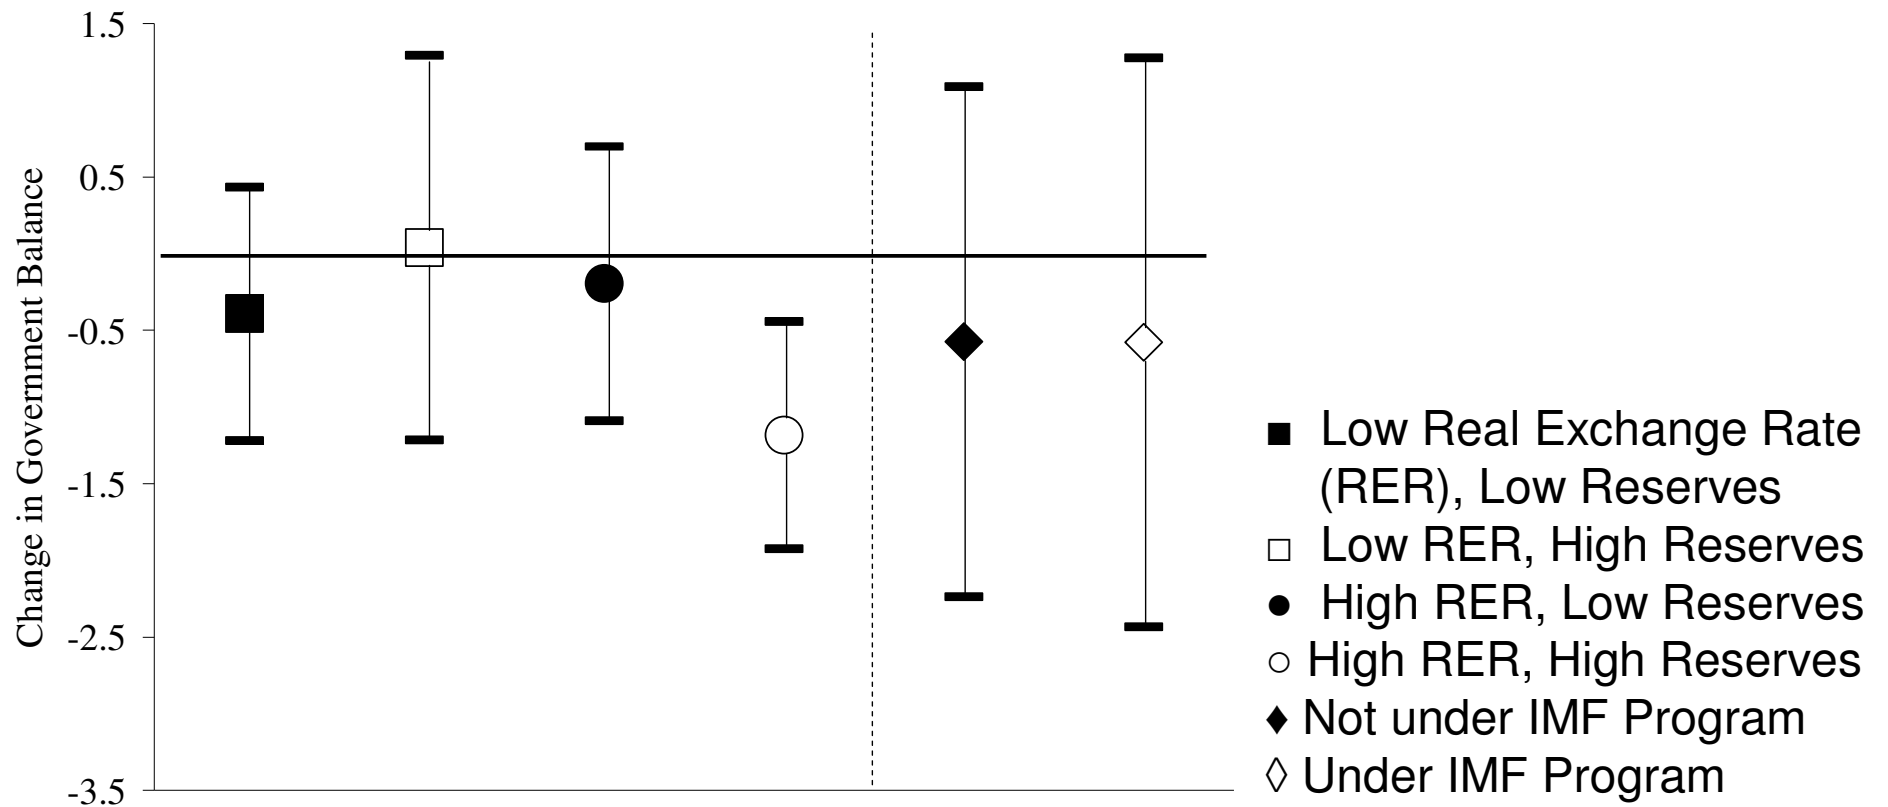 1.5
0.5
-0.5
-1.5
-2.5
-3.5
Change in Government Balance
Low Real Exchange Rate
(RER), Low Reserves
Low RER, High Reserves
High RER, Low Reserves
High RER, High Reserves
Not under IMF Program
Under IMF Program